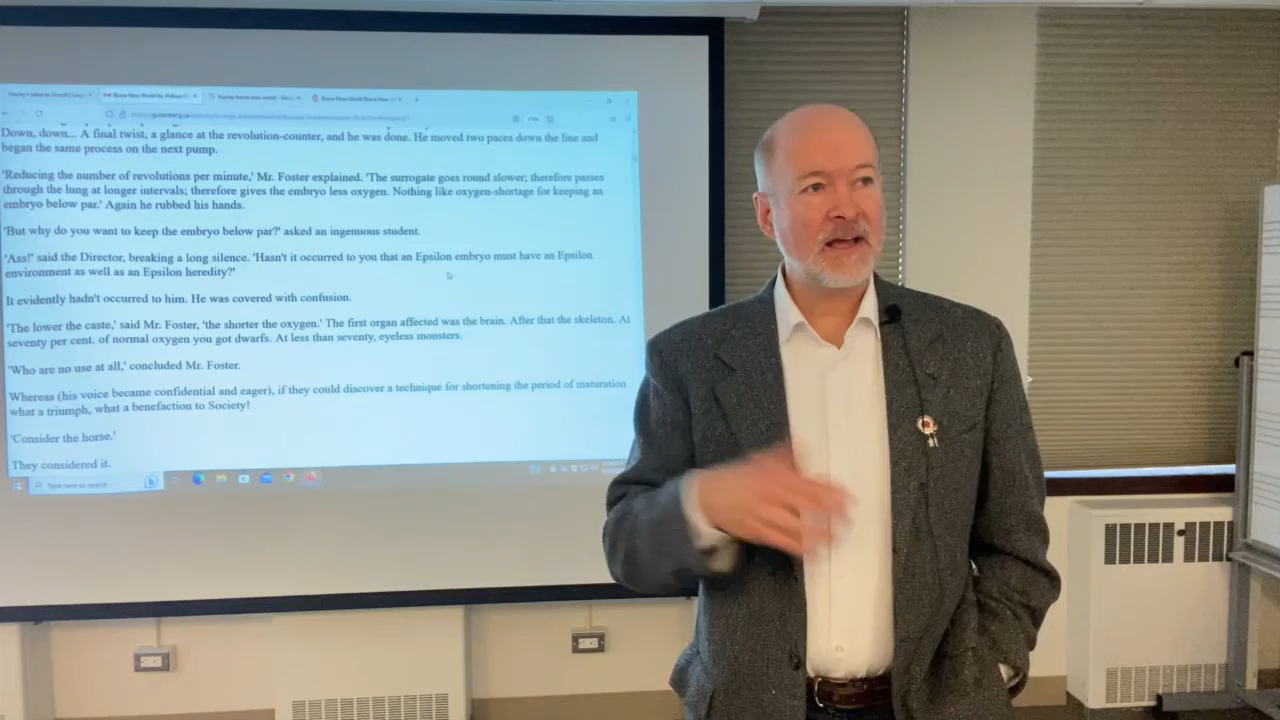 Down, down... A final twist, a glance at the revolution-counter, and he was done. He moved two paces down the line and
began the same process on the next pump.
'Reducing the number of revolutions per minute,' Mr. Foster explained. 'The surrogate goes round slower; therefore passes
through the lung at longer intervals; therefore gives the embryo less oxygen. Nothing like oxygen-shortage for keeping an
embryo below par.' Again he rubbed his hands.
'But why do you want to keep the embryo below par?' asked an ingenuous student.
'Ass!' said the Director, breaking a long silence. 'Hasn't it occurred to you that an Epsilon embryo must have an Epsilon
environment as well as an Epsilon heredity?'
It evidently hadn't occurred to him. He was covered with confusion.
'The lower the caste,' said Mr. Foster, 'the shorter the oxygen.' The first organ affected was the brain. After that the skeleton. At
seventy per cent. of normal oxygen you got dwarfs. At less than seventy, eyeless monsters.
'Who are no use at all,' concluded Mr. Foster.
Whereas (his voice became confidential and eager), if they could discover a technique for shortening the period of maturation
what a triumph, what a benefaction to Society!
'Consider the horse.'
They considered it.
Type here to search